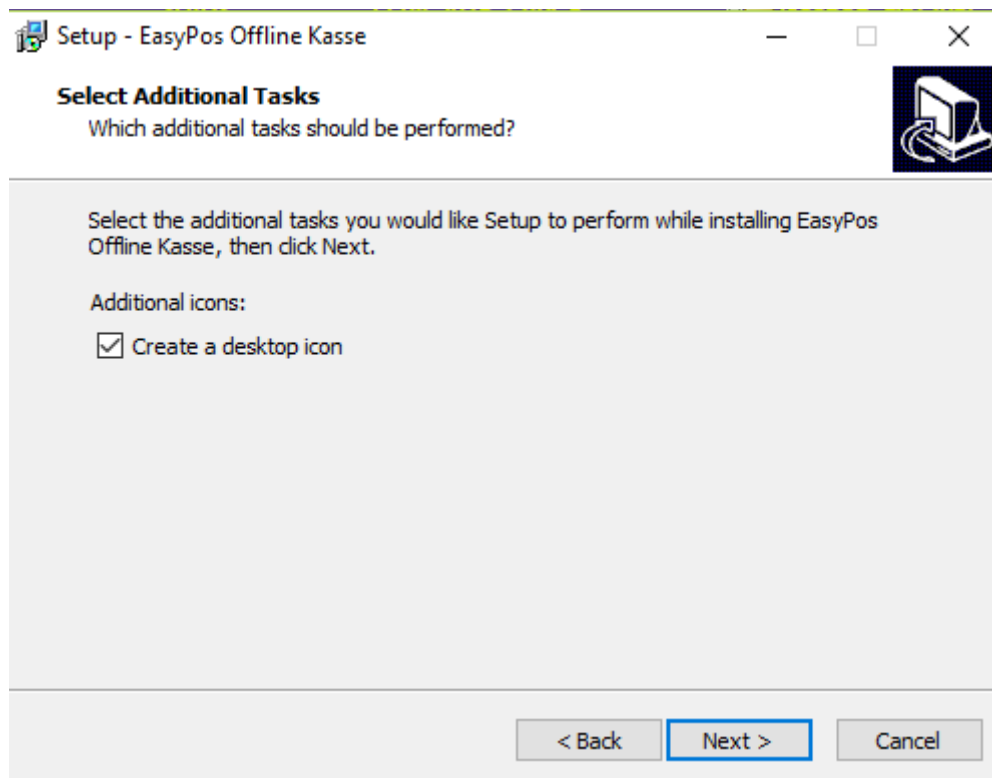 Setup - EasyPos Offline Kasse
Select Additional Tasks
Which additional tasks should be performed?
Select the additional tasks you would like Setup to perform while installing EasyPos
Offline Kasse, then click Next.
Additional icons:
Create a desktop icon
< Back
Next >
Cancel